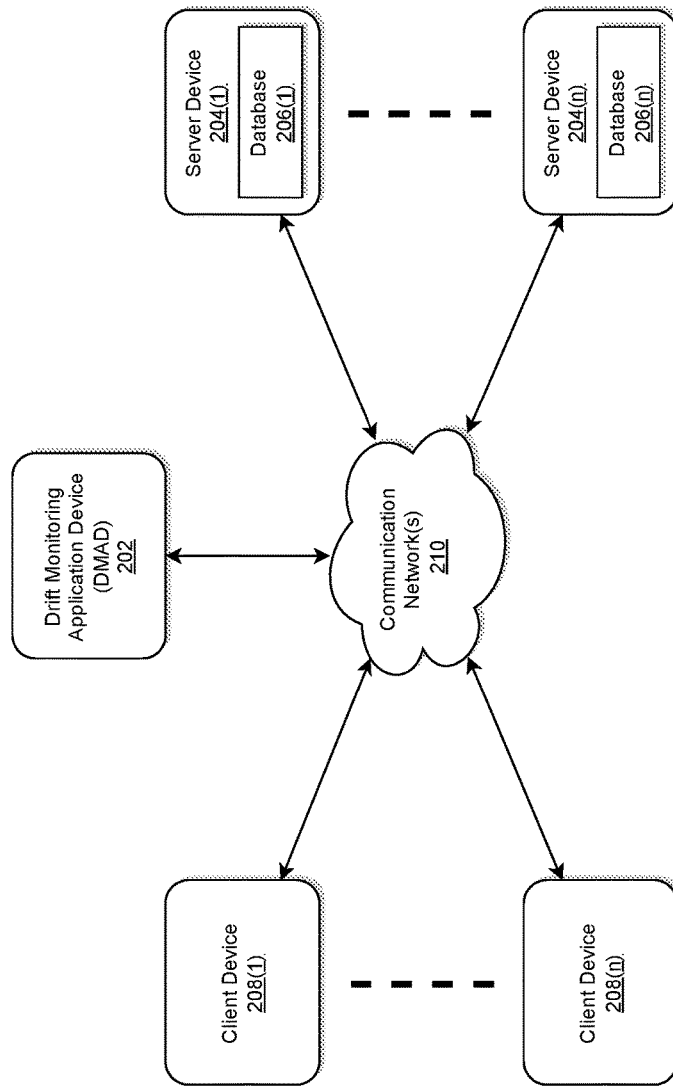 Drift Monitoring
Application Device
(DMAD)
202
Client Device
208(1)
Client Device
208(n)
Communication
Network(s)
210
Server Device
204(1)
Database
206(1)
Server Device
204(n)
Database
206(n)